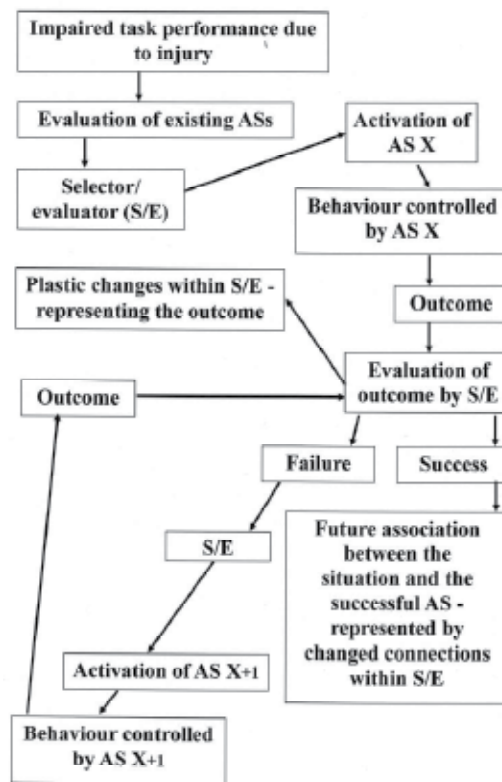 Impaired task performance due
to injury
Evaluation of existing ASs
Selector/
evaluator (S/E)
Activation of
AS X
Behaviour controlled
by AS X
Outcome
Plastic changes within S/E -
representing the outcome
Evaluation of
outcome by S/E
Outcome
Failure
Success
S/E
Future association
between the
situation and the
successful AS -
represented by
changed connections
within S/E
Activation of AS X+1
Behaviour controlled
by AS X+1